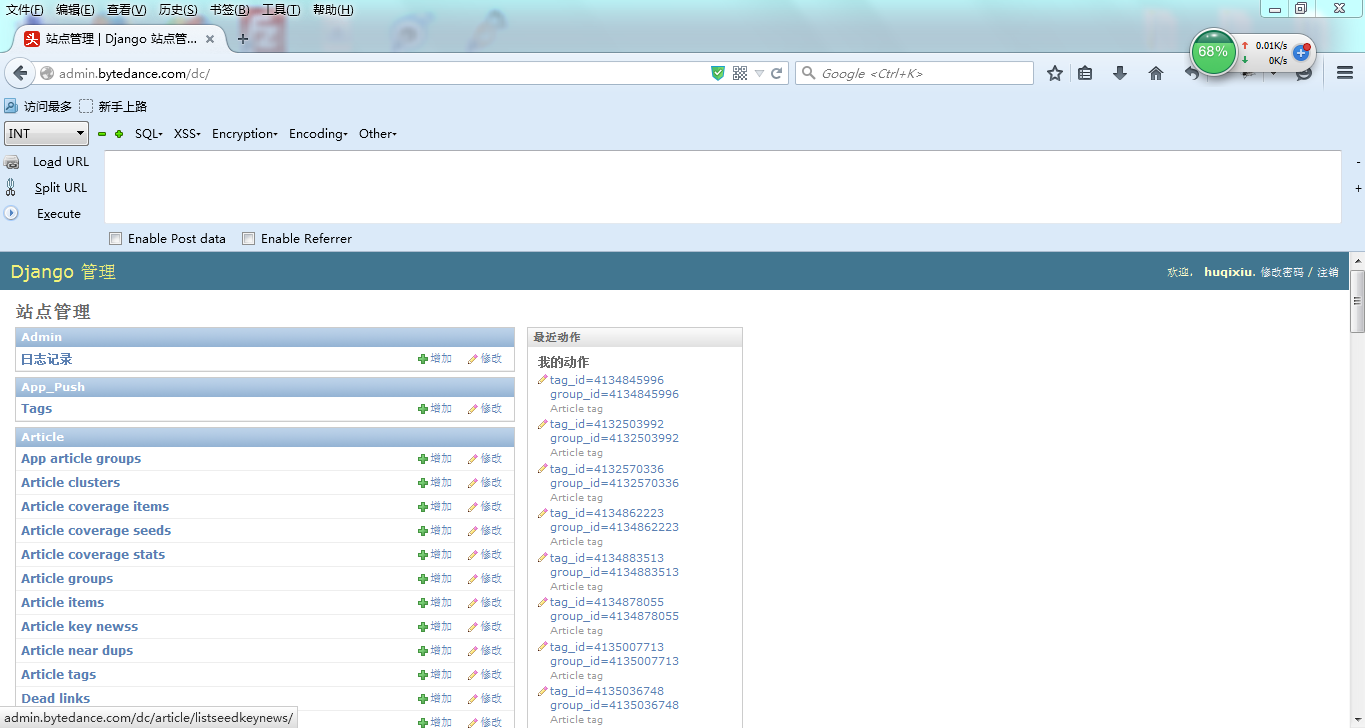 文件(F) 编辑(E) 查看(V) 历史(S) 书签(B) 工具(T) 帮助(H)
站点管理 | Django 站点管... × +
68% 0.01K/s
0K/s
admin.bytedance.com/dc/ Google <Ctrl+K>
访问最多 新手上路
INT SQL XSS Encryption Encoding Other
Load URL
Split URL
Execute
Enable Post data Enable Referrer
Django 管理 欢迎, huqixiu. 修改密码 / 注销
站点管理
Admin
日志记录 增加 修改
App_Push
Tags 增加 修改
Article
App article groups 增加 修改
Article clusters 增加 修改
Article coverage items 增加 修改
Article coverage seeds 增加 修改
Article coverage stats 增加 修改
Article groups 增加 修改
Article items 增加 修改
Article key newss 增加 修改
Article near dups 增加 修改
Article tags 增加 修改
Dead links 增加 修改
增加 修改
最近动作
我的动作
tag_id=4134845996
group_id=4134845996
Article tag
tag_id=4132503992
group_id=4132503992
Article tag
tag_id=4132570336
group_id=4132570336
Article tag
tag_id=4134862223
group_id=4134862223
Article tag
tag_id=4134883513
group_id=4134883513
Article tag
tag_id=4134878055
group_id=4134878055
Article tag
tag_id=4135007713
group_id=4135007713
Article tag
tag_id=4135036748
group_id=4135036748
Article tag
admin.bytedance.com/dc/article/listseedkeynews/